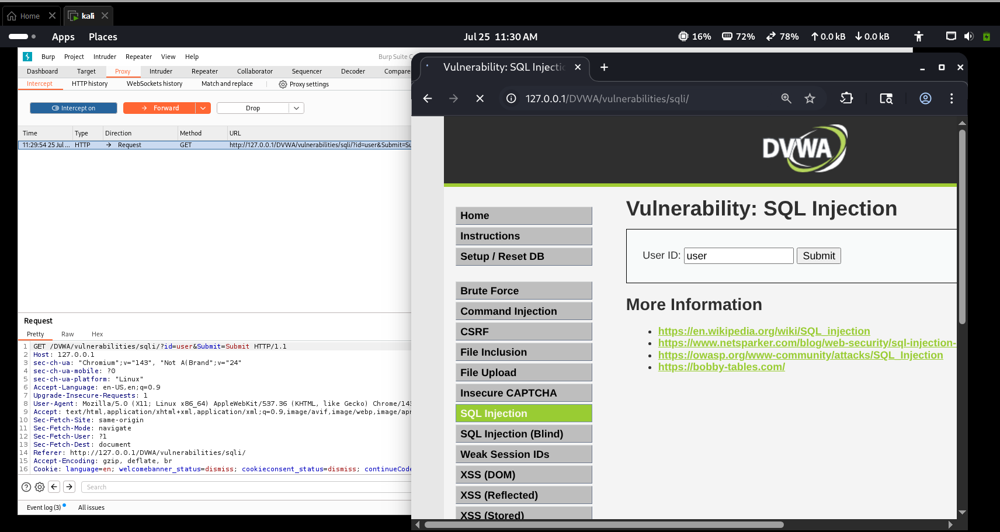 Home
kali
Apps Places
Jul 25 11:30 AM
16% 72% 78% 0.0 kB 0.0 kB
Burp Project Intruder Repeater View Help
Burp Suite C
Dashboard Target Proxy Intruder Repeater Collaborator Sequencer Decoder Compare
Intercept HTTP history WebSockets history Match and replace Proxy settings
Intercept on Forward Drop
Time Type Direction Method URL
11:29:54 25 Jul ... HTTP Request GET http://127.0.0.1/DVWA/vulnerabilities/sqli/?id=user&Submit=Su
Request
Pretty Raw Hex
1 GET /DVWA/vulnerabilities/sqli/?id=user&Submit=Submit HTTP/1.1
2 Host: 127.0.0.1
3 sec-ch-ua: "Chromium";v="143", "Not A(Brand";v="24"
4 sec-ch-ua-mobile: ?0
5 sec-ch-ua-platform: "Linux"
6 Accept-Language: en-US,en;q=0.9
7 Upgrade-Insecure-Requests: 1
8 User-Agent: Mozilla/5.0 (X11; Linux x86_64) AppleWebKit/537.36 (KHTML, like Gecko) Chrome/143
9 Accept: text/html,application/xhtml+xml,application/xml;q=0.9,image/avif,image/webp,image/apn
10 Sec-Fetch-Site: same-origin
11 Sec-Fetch-Mode: navigate
12 Sec-Fetch-User: ?1
13 Sec-Fetch-Dest: document
14 Referer: http://127.0.0.1/DVWA/vulnerabilities/sqli/
15 Accept-Encoding: gzip, deflate, br
16 Cookie: language=en; welcomebanner_status=dismiss; cookieconsent_status=dismiss; continueCode
Search
Event log (3) All issues
Vulnerability: SQL Injectic
127.0.0.1/DVWA/vulnerabilities/sqli/
DVWA
Home
Instructions
Setup / Reset DB
Brute Force
Command Injection
CSRF
File Inclusion
File Upload
Insecure CAPTCHA
SQL Injection
SQL Injection (Blind)
Weak Session IDs
XSS (DOM)
XSS (Reflected)
XSS (Stored)
Vulnerability: SQL Injection
User ID: user Submit
More Information
https://en.wikipedia.org/wiki/SQL_injection
https://www.netsparker.com/blog/web-security/sql-injection-
https://owasp.org/www-community/attacks/SQL_Injection
https://bobby-tables.com/